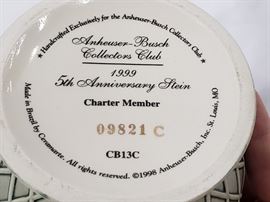 ★ Handcrafted Exclusively for the Anheuser-Busch Collectors Club ★
Anheuser-Busch
Collectors Club
1999
5th Anniversary Stein
Charter Member
09821 C
CB13C
Made in Brazil by Ceramarte. All rights reserved. ©1998 Anheuser-Busch, Inc. St. Louis, MO